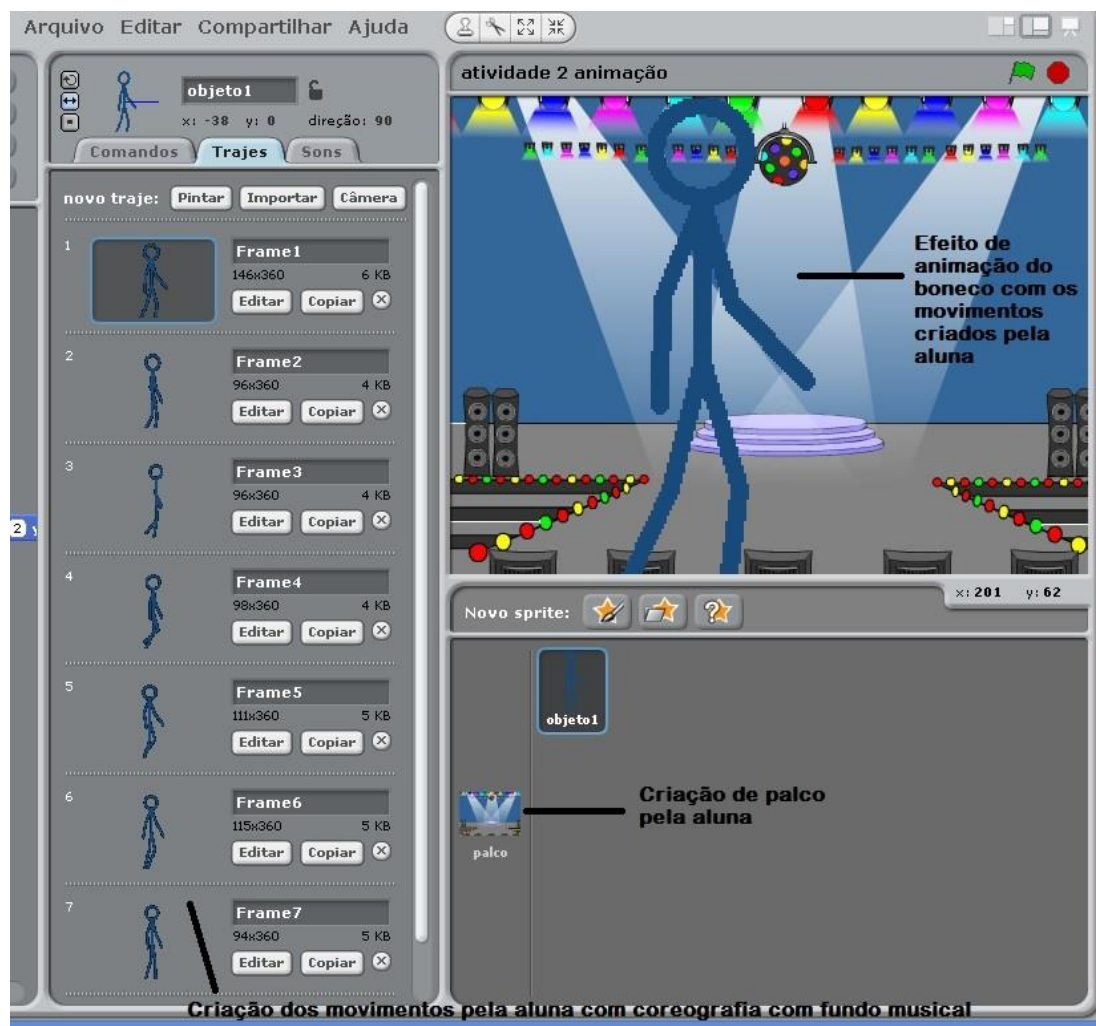 Arquivo Editar Compartilhar Ajuda
objeto1
x: -38 y: 0 direção: 90
Comandos Trajes Sons
novo traje: Pintar Importar Câmera
1
Frame1
146x360 6 KB
Editar Copiar
2
Frame2
96x360 4 KB
Editar Copiar
3
Frame3
96x360 4 KB
Editar Copiar
4
Frame4
98x360 4 KB
Editar Copiar
5
Frame5
111x360 5 KB
Editar Copiar
6
Frame6
115x360 5 KB
Editar Copiar
7
Frame7
94x360 5 KB
Editar Copiar
2 y
atividade 2 animação
Efeito de
animação do
boneco com os
movimentos
criados pela
aluna
x: 201 y: 62
Novo sprite:
objeto1
palco
Criação de palco
pela aluna
Criação dos movimentos pela aluna com coreografia com fundo musical